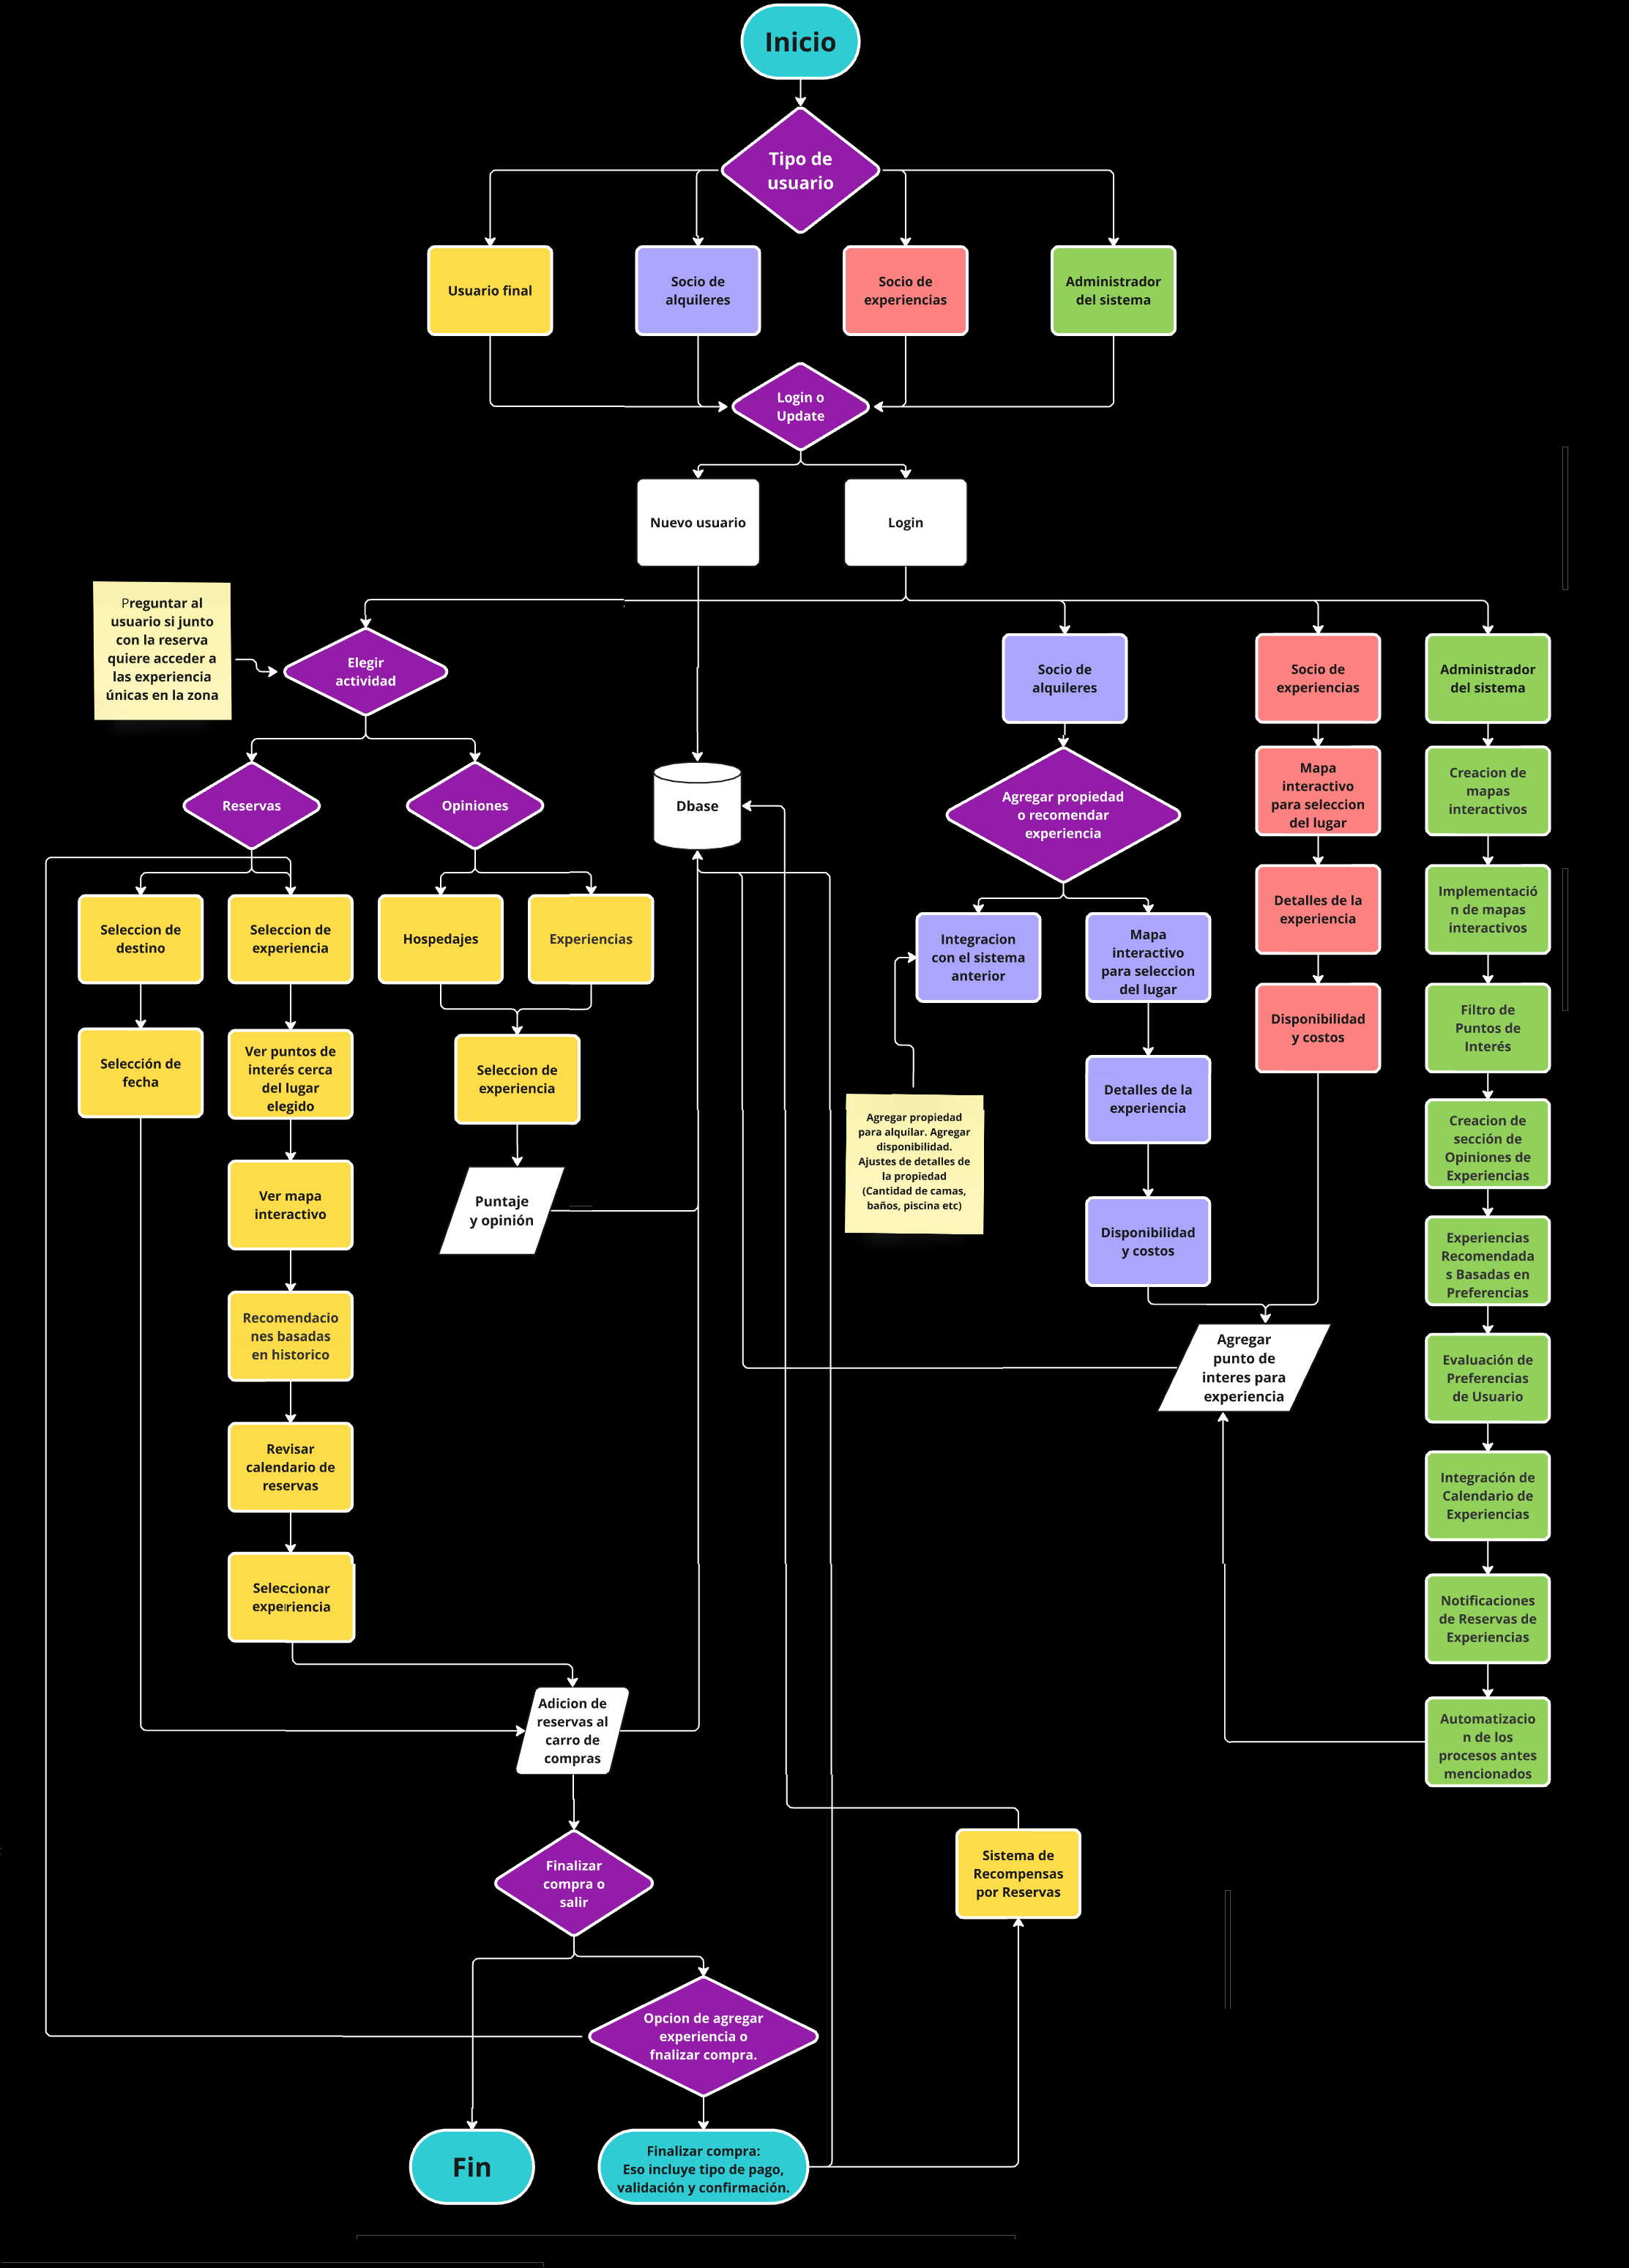 Inicio
Tipo de
usuario
Usuario final
Socio de
alquileres
Socio de
experiencias
Administrador
del sistema
Login o
Update
Nuevo usuario
Login
Preguntar al
usuario si junto
con la reserva
quiere acceder a
las experiencia
únicas en la zona
Elegir
actividad
Socio de
alquileres
Socio de
experiencias
Administrador
del sistema
Reservas
Opiniones
Dbase
Agregar propiedad
o recomendar
experiencia
Mapa
interactivo
para seleccion
del lugar
Creacion de
mapas
interactivos
Seleccion de
destino
Seleccion de
experiencia
Hospedajes
Experiencias
Integracion
con el sistema
anterior
Mapa
interactivo
para seleccion
del lugar
Detalles de la
experiencia
Implementació
n de mapas
interactivos
Selección de
fecha
Ver puntos de
interés cerca
del lugar
elegido
Seleccion de
experiencia
Detalles de la
experiencia
Disponibilidad
y costos
Filtro de
Puntos de
Interés
Agregar propiedad
para alquilar. Agregar
disponibilidad.
Ajustes de detalles de
la propiedad
(Cantidad de camas,
baños, piscina etc)
Creacion de
sección de
Opiniones de
Experiencias
Ver mapa
interactivo
Puntaje
y opinión
Disponibilidad
y costos
Experiencias
Recomendada
s Basadas en
Preferencias
Recomendacio
nes basadas
en historico
Agregar
punto de
interes para
experiencia
Evaluación de
Preferencias
de Usuario
Revisar
calendario de
reservas
Integración de
Calendario de
Experiencias
Seleccionar
experiencia
Notificaciones
de Reservas de
Experiencias
Adicion de
reservas al
carro de
compras
Automatizacio
n de los
procesos antes
mencionados
Finalizar
compra o
salir
Sistema de
Recompensas
por Reservas
Opcion de agregar
experiencia o
fnalizar compra.
Fin
Finalizar compra:
Eso incluye tipo de pago,
validación y confirmación.